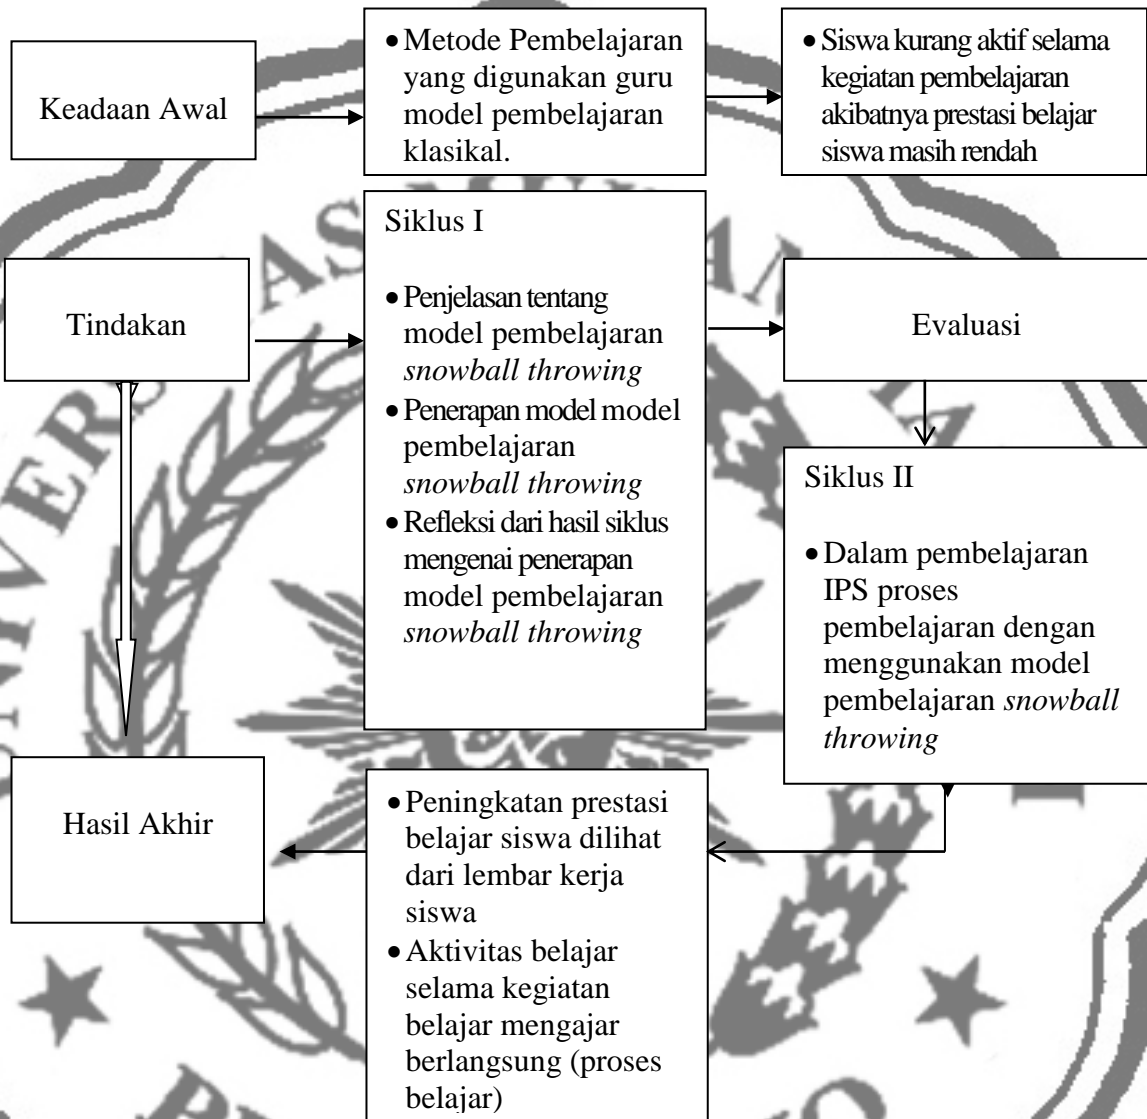 Keadaan Awal
• Metode Pembelajaran
yang digunakan guru
model pembelajaran
klasikal.
• Siswa kurang aktif selama
kegiatan pembelajaran
akibatnya prestasi belajar
siswa masih rendah
Tindakan
Siklus I
• Penjelasan tentang
model pembelajaran
snowball throwing
• Penerapan model model
pembelajaran
snowball throwing
• Refleksi dari hasil siklus
mengenai penerapan
model pembelajaran
snowball throwing
Evaluasi
Siklus II
• Dalam pembelajaran
IPS proses
pembelajaran dengan
menggunakan model
pembelajaran snowball
throwing
Hasil Akhir
• Peningkatan prestasi
belajar siswa dilihat
dari lembar kerja
siswa
• Aktivitas belajar
selama kegiatan
belajar mengajar
berlangsung (proses
belajar)